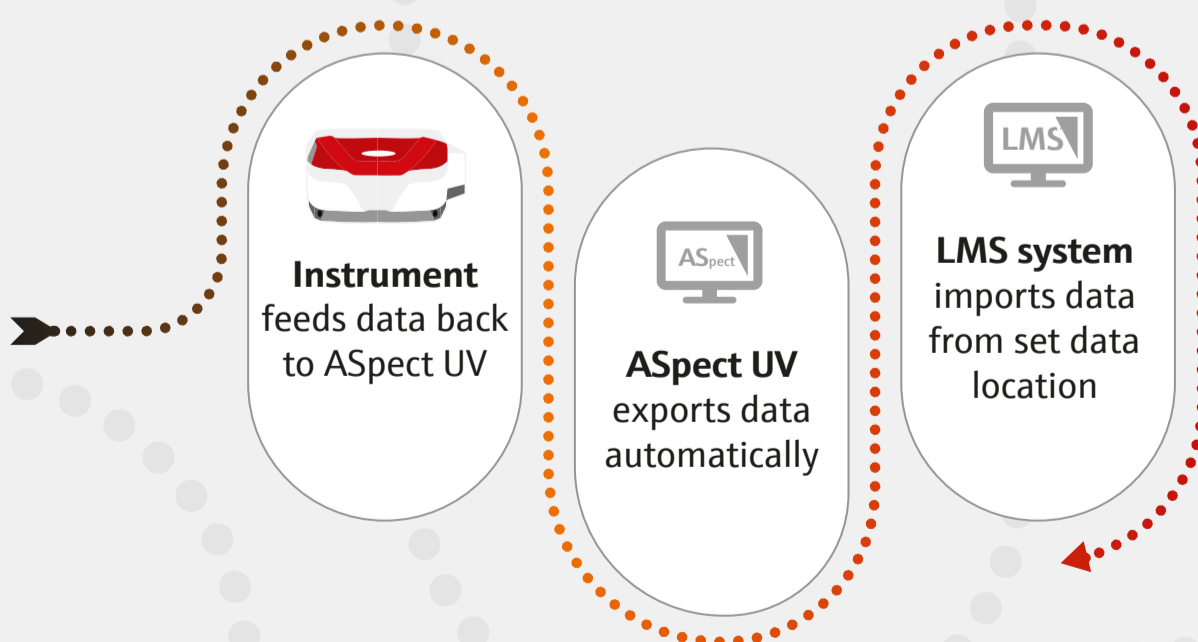 Instrument
feeds data back
to ASpect UV
ASpect
ASpect UV
exports data
automatically
LMS
LMS system
imports data
from set data
location